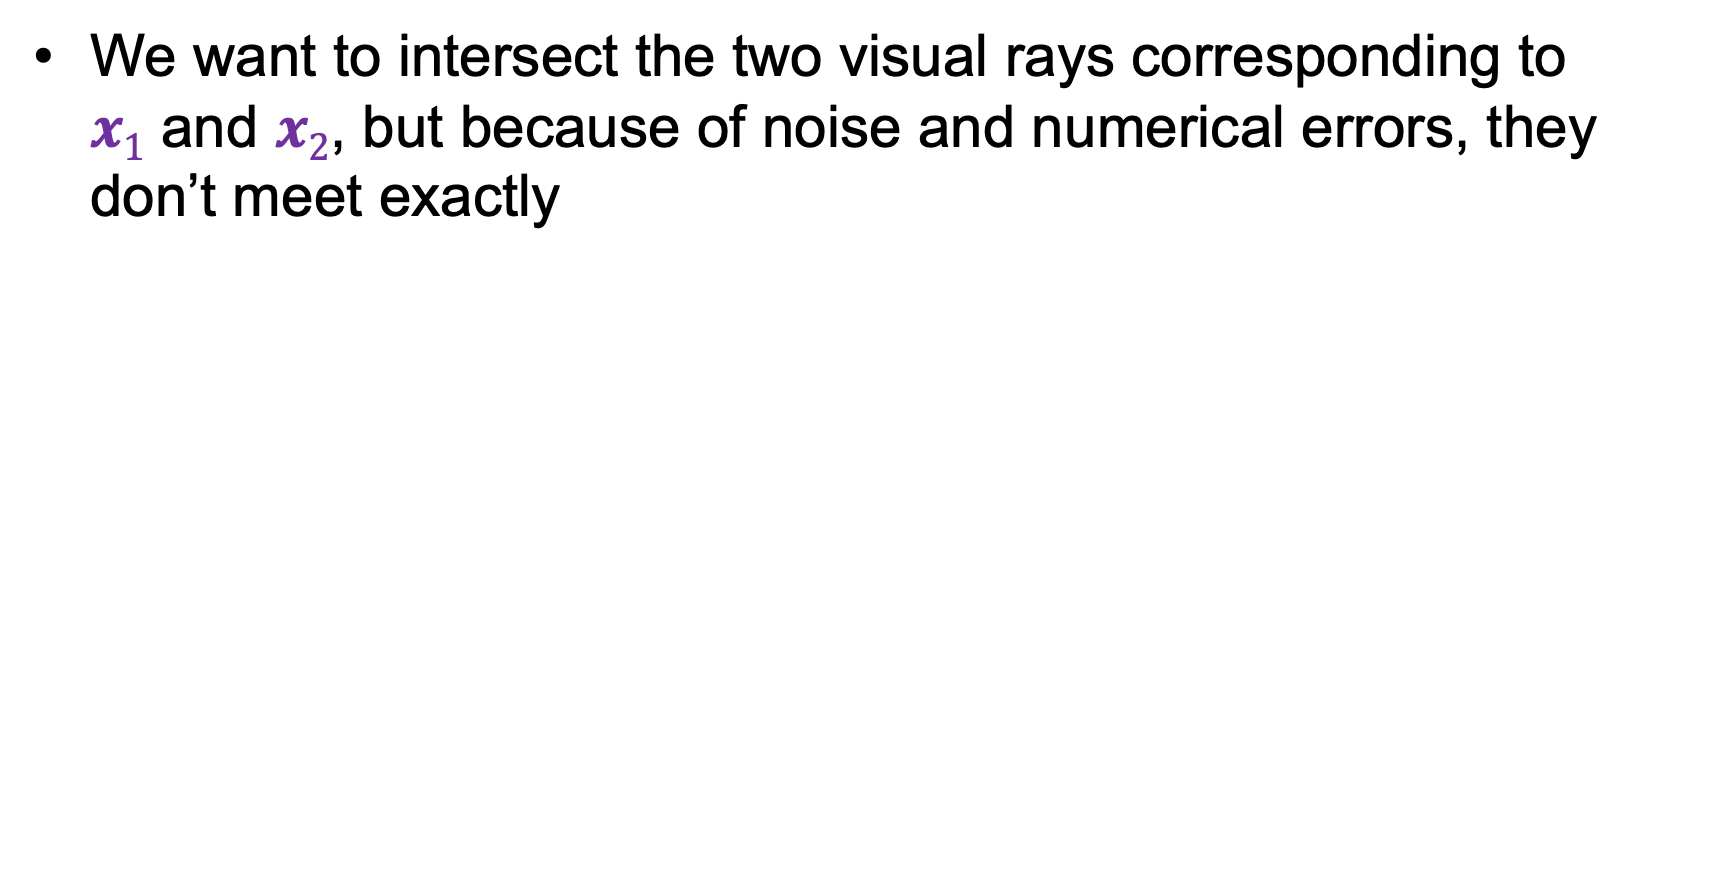 • We want to intersect the two visual rays corresponding to
𝒙₁ and 𝒙₂, but because of noise and numerical errors, they
don’t meet exactly